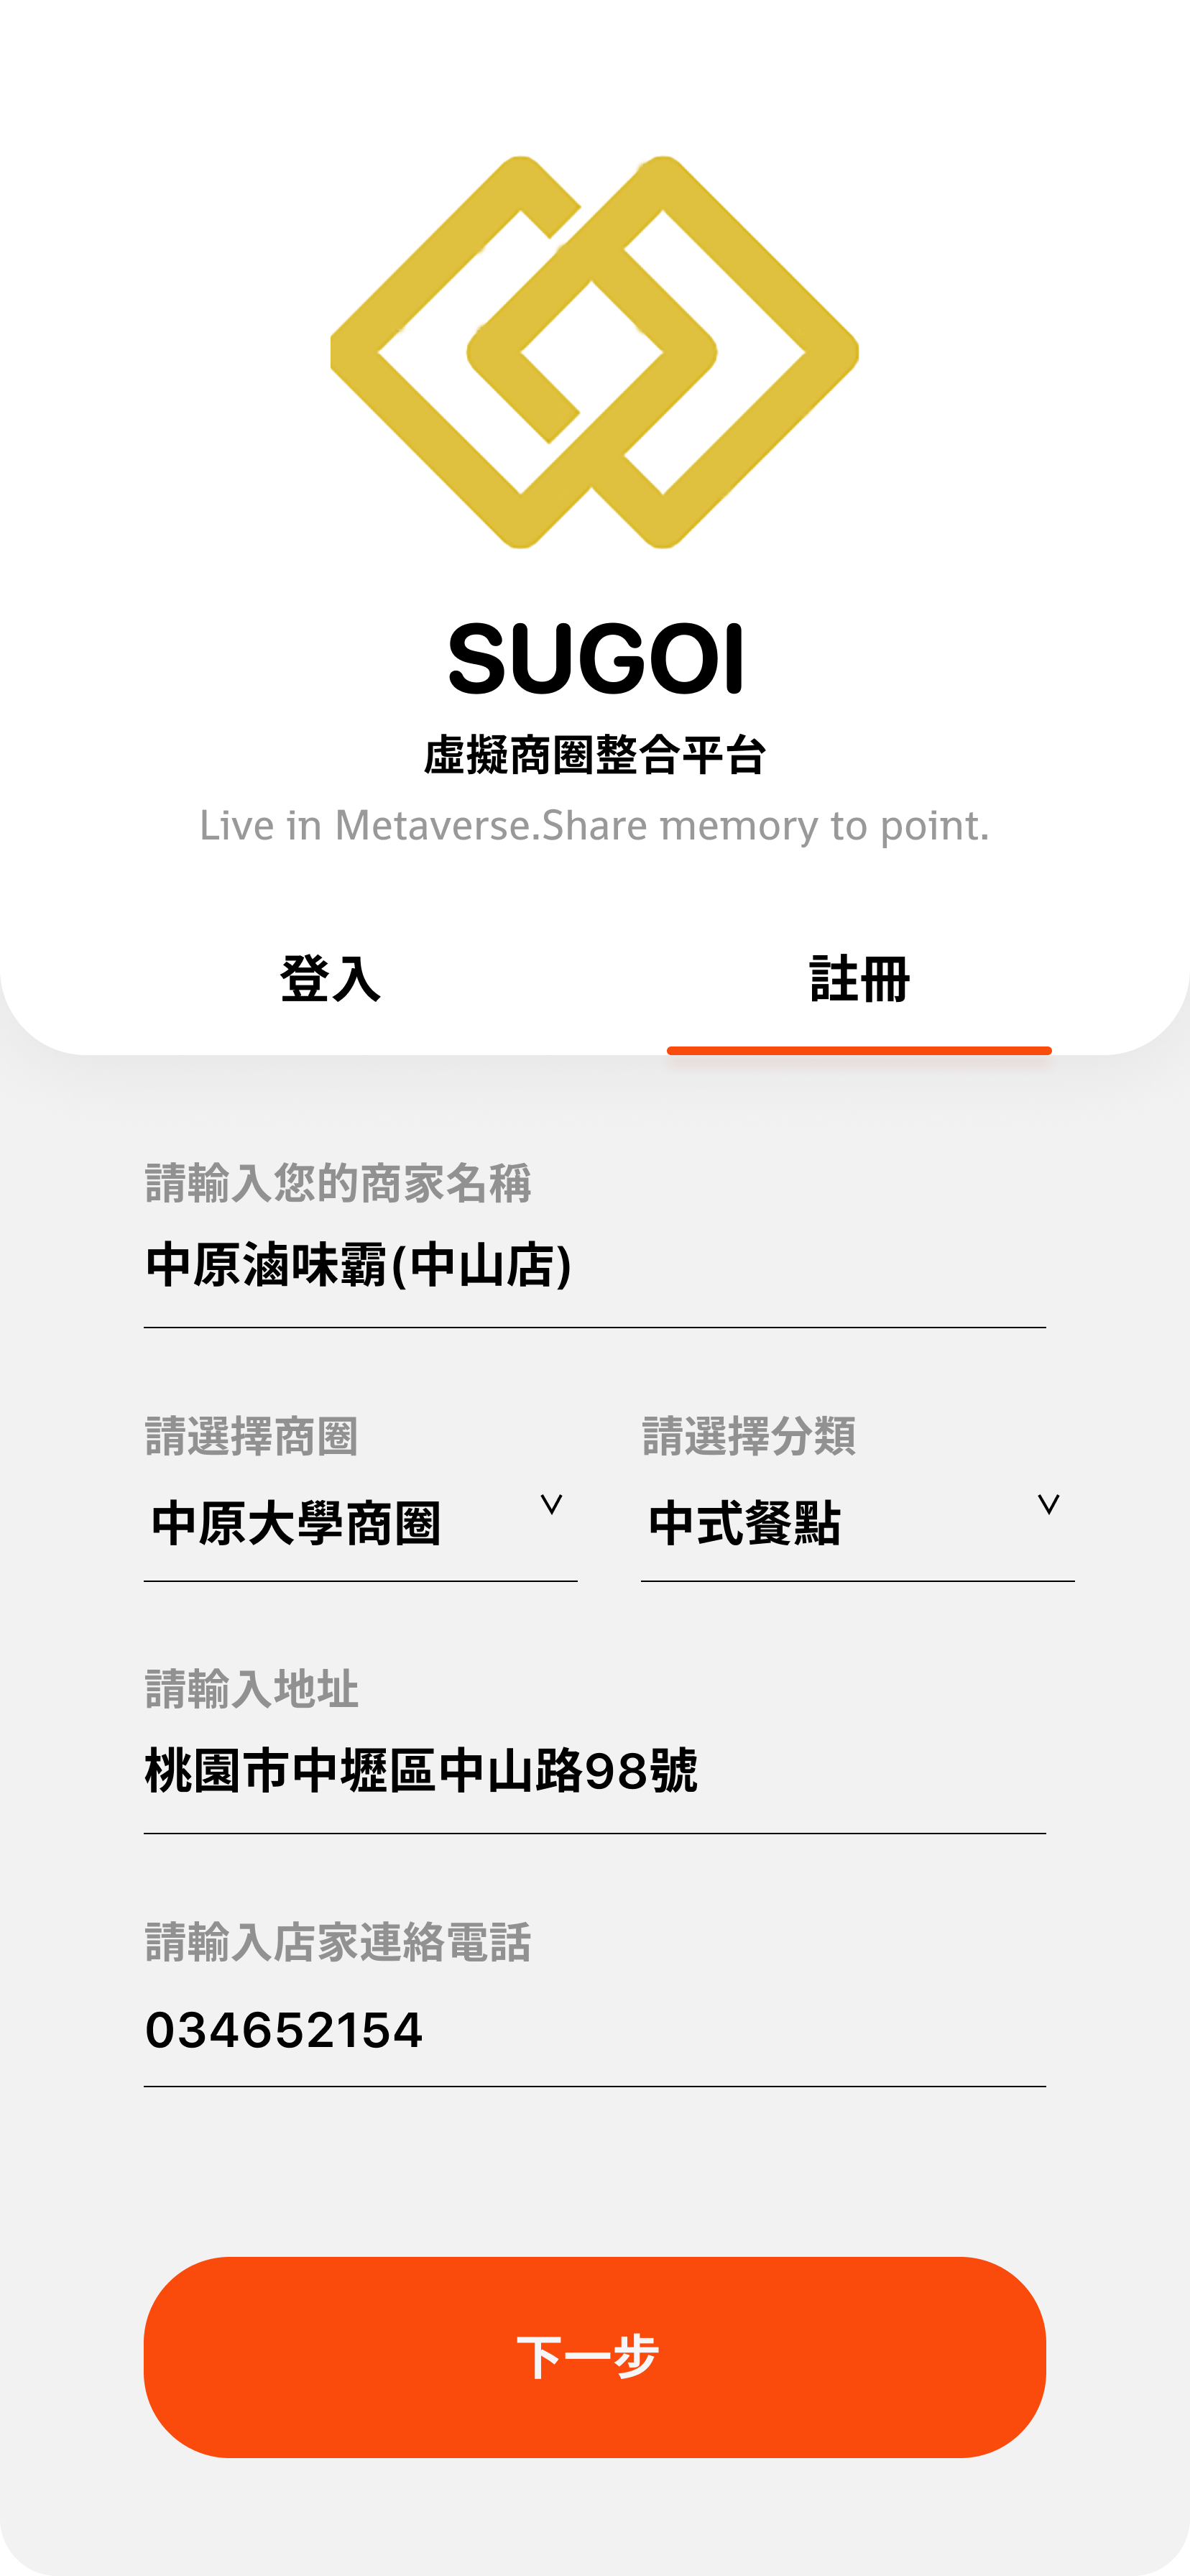 SUGOI
虛擬商圈整合平台
Live in Metaverse.Share memory to point.
登入 註冊
請輸入您的商家名稱
中原滷味霸(中山店)
請選擇商圈 請選擇分類
中原大學商圈 中式餐點
請輸入地址
桃園市中壢區中山路98號
請輸入店家連絡電話
034652154
下一步